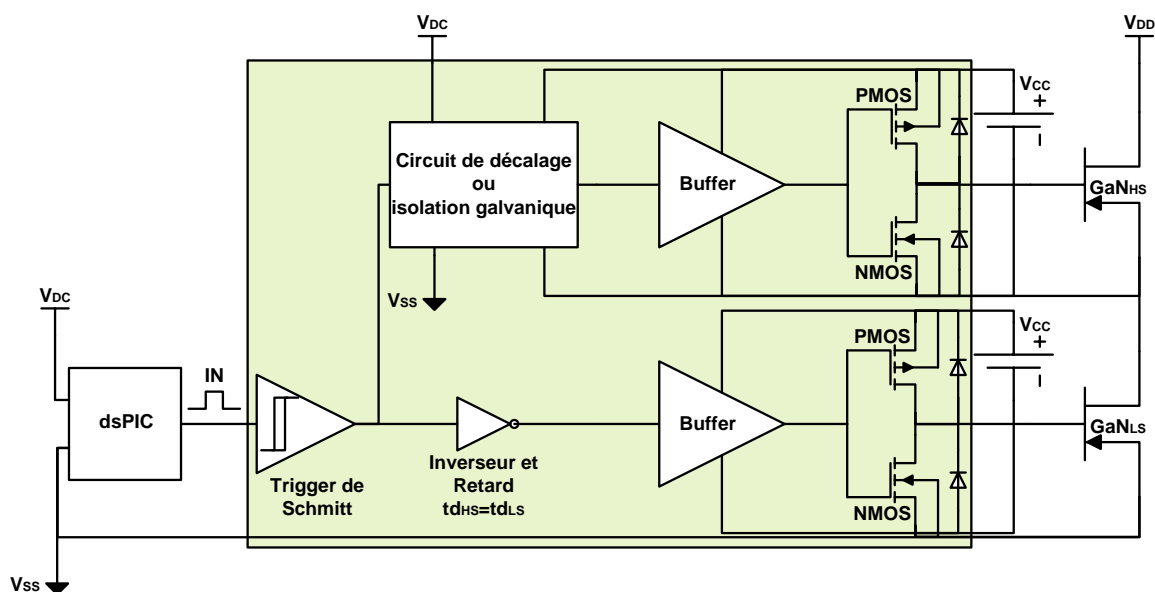 VDC
VDD
PMOS
VCC
+
Circuit de décalage
ou
isolation galvanique
Buffer
GaNHS
NMOS
VSS
VDC
IN
dsPIC
Trigger de
Schmitt
Inverseur et
Retard
tdHS=tdLS
Buffer
PMOS
VCC
+
GaNLS
NMOS
VSS